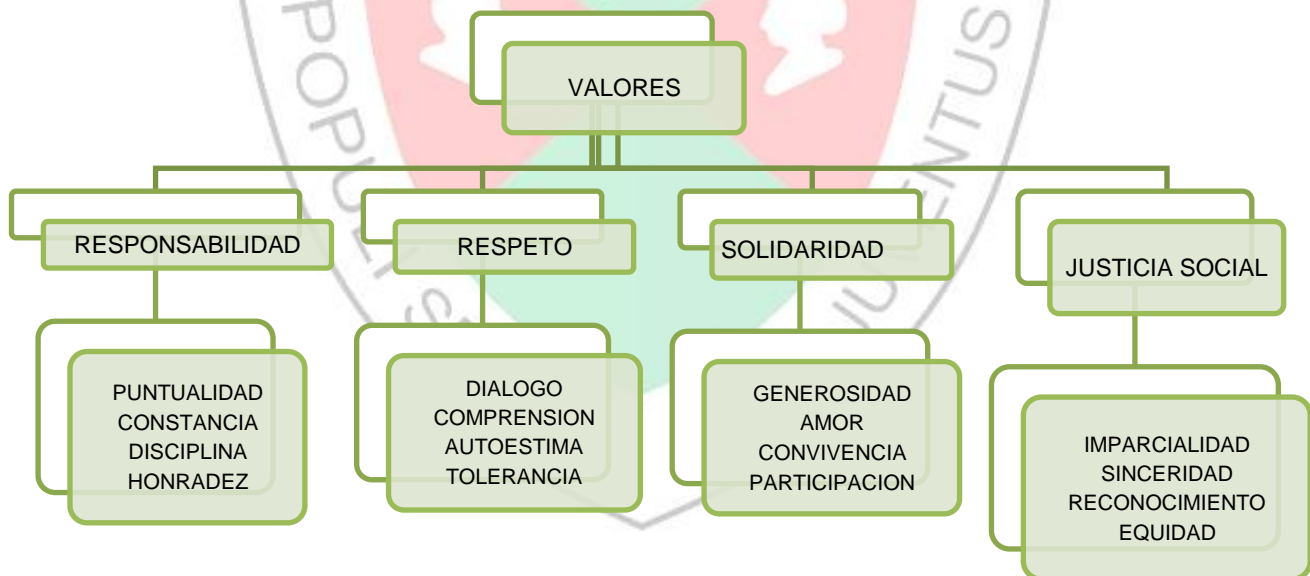 VALORES
RESPONSABILIDAD
RESPETO
SOLIDARIDAD
JUSTICIA SOCIAL
PUNTUALIDAD
CONSTANCIA
DISCIPLINA
HONRADEZ
DIALOGO
COMPRENSION
AUTOESTIMA
TOLERANCIA
GENEROSIDAD
AMOR
CONVIVENCIA
PARTICIPACION
IMPARCIALIDAD
SINCERIDAD
RECONOCIMIENTO
EQUIDAD